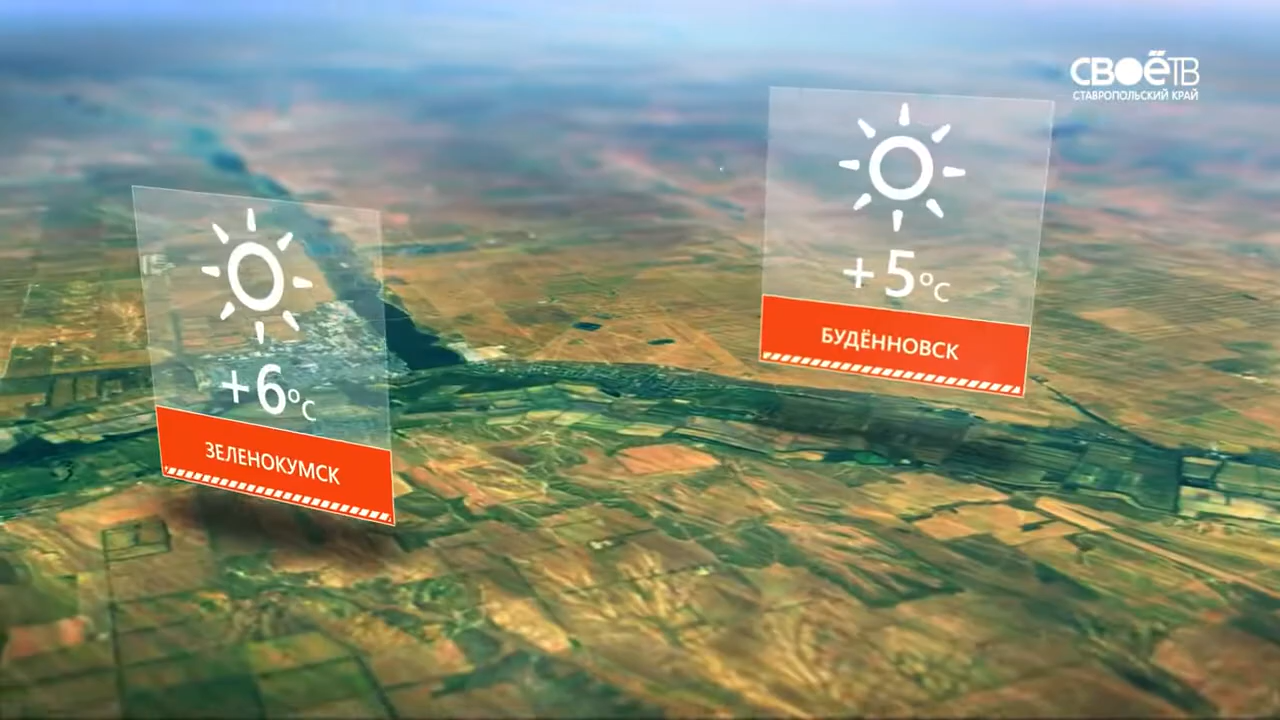 СВОЁТВ
СТАВРОПОЛЬСКИЙ КРАЙ
+5°C
БУДЁННОВСК
+6°C
ЗЕЛЕНОКУМСК